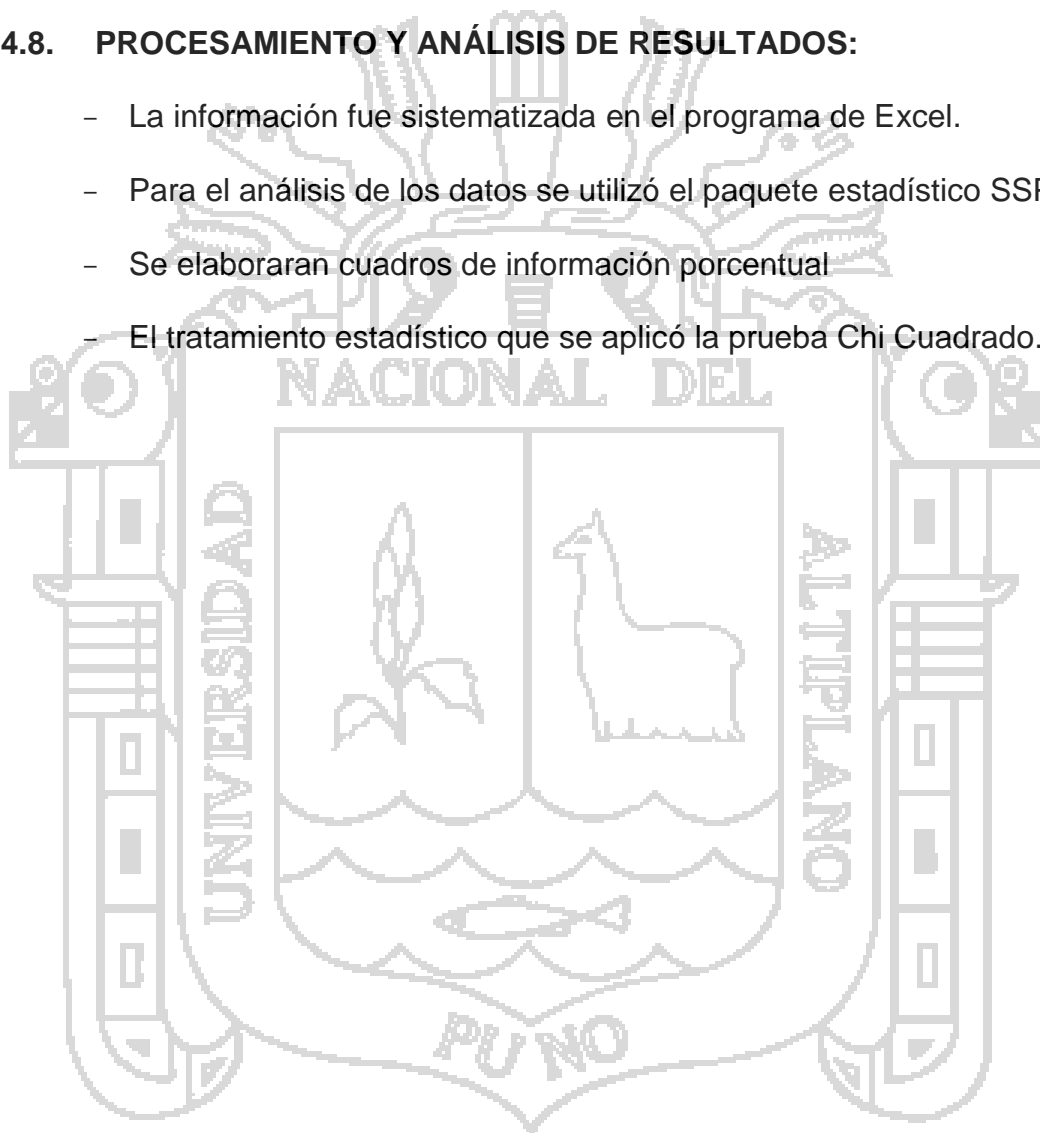 4.8. PROCESAMIENTO Y ANÁLISIS DE RESULTADOS:
- La información fue sistematizada en el programa de Excel.
- Para el análisis de los datos se utilizó el paquete estadístico
- Se elaboraran cuadros de información porcentual
- El tratamiento estadístico que se aplicó la prueba Chi Cuadrado.
NACIONAL DEL
UNIVERSIDAD
ALTIPLANO
PUNO